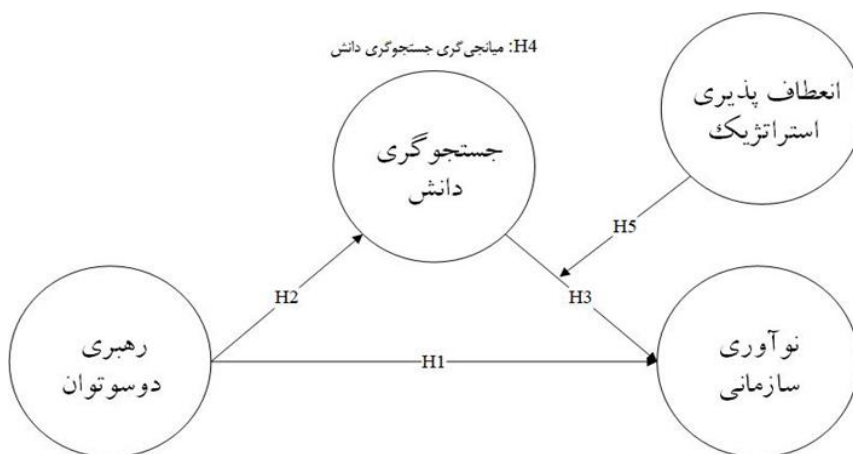 H4: میانجی‌گری جستجوگری دانش
انعطاف پذیری
استراتژیک
جستجوگری
دانش
H5
H2
H3
رهبری
دوسوتوان
H1
نوآوری
سازمانی